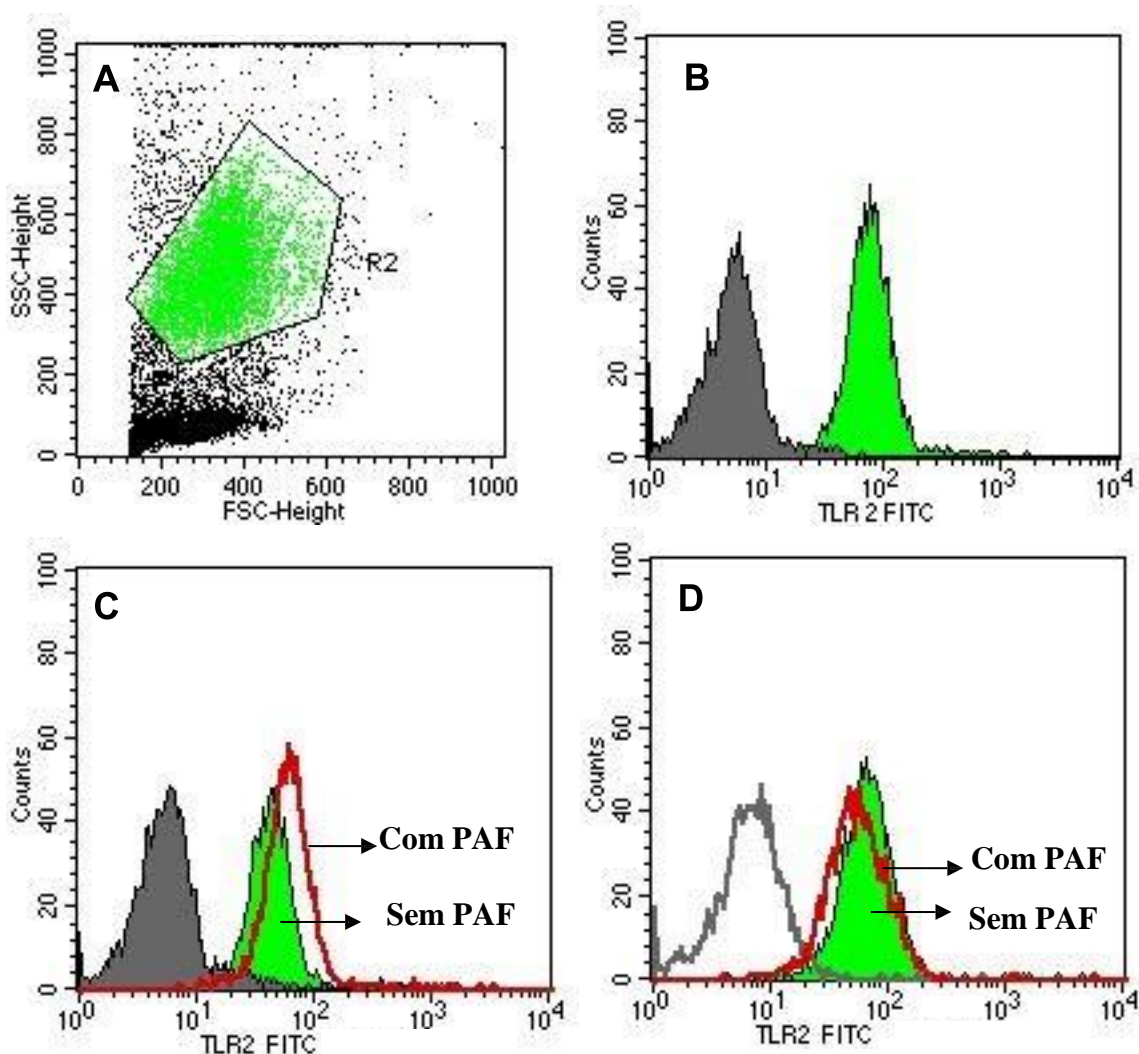 A
SSC-Height
0 200 400 600 800 1000
R2
0 200 400 600 800 1000
FSC-Height
B
Counts
0 20 40 60 80 100
10^0 10^1 10^2 10^3 10^4
TLR 2 FITC
C
Counts
0 20 40 60 80 100
Com PAF
Sem PAF
10^0 10^1 10^2 10^3 10^4
TLR2 FITC
D
Counts
0 20 40 60 80 100
Com PAF
Sem PAF
10^0 10^1 10^2 10^3 10^4
TLR2 FITC